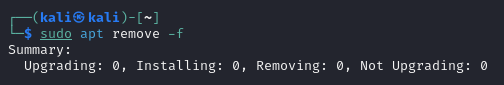 ┌──(kali㉿kali)-[~]
└─$ sudo apt remove -f
Summary:
  Upgrading: 0, Installing: 0, Removing: 0, Not Upgrading: 0